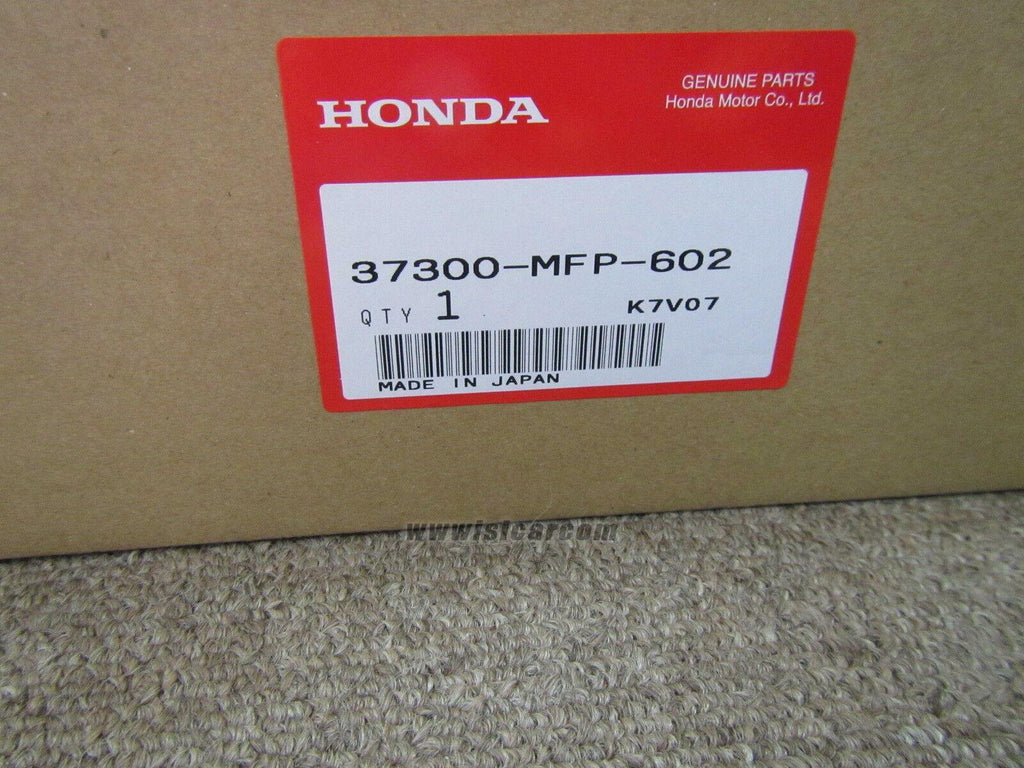 HONDA
GENUINE PARTS
Honda Motor Co., Ltd.
37300-MFP-602
QTY 1
K7V07
MADE IN JAPAN